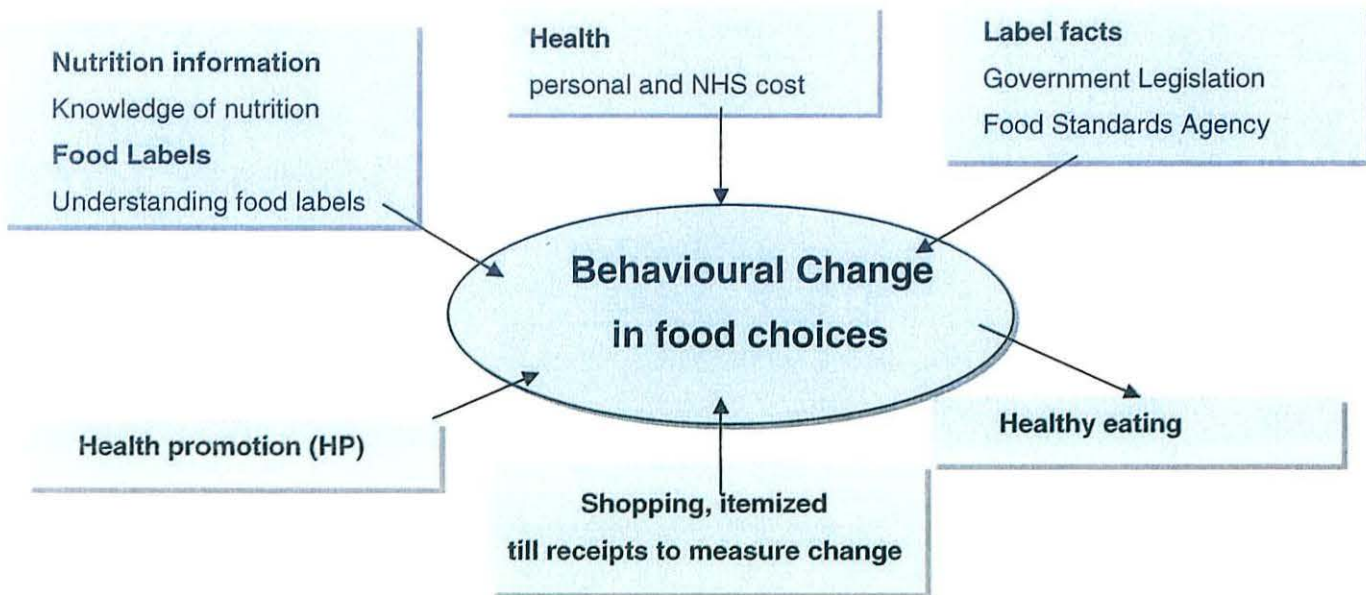 Nutrition information
Knowledge of nutrition
Food Labels
Understanding food labels
Health
personal and NHS cost
Label facts
Government Legislation
Food Standards Agency
Behavioural Change
in food choices
Health promotion (HP)
Shopping, itemized
till receipts to measure change
Healthy eating